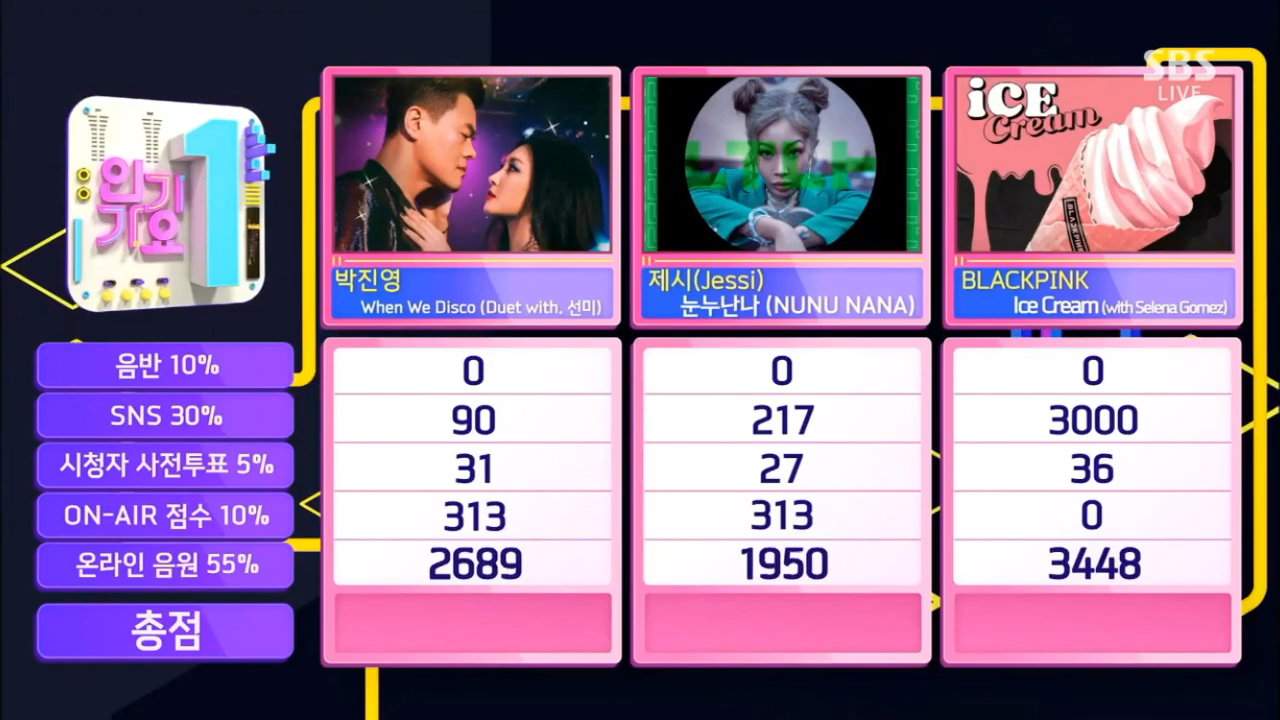 SBS
LIVE
인기
가요
1
iCE
Cream
BLACKPINK
박진영
When We Disco (Duet with. 선미)
제시(Jessi)
눈누난나 (NUNU NANA)
BLACKPINK
Ice Cream (with Selena Gomez)
음반 10% 0 0 0
SNS 30% 90 217 3000
시청자 사전투표 5% 31 27 36
ON-AIR 점수 10% 313 313 0
온라인 음원 55% 2689 1950 3448
총점